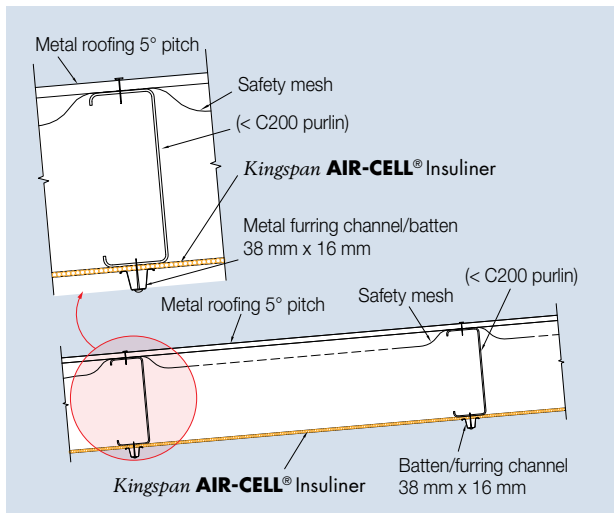 Metal roofing 5° pitch
Safety mesh
(< C200 purlin)
Kingspan AIR-CELL® Insuliner
Metal furring channel/batten
38 mm x 16 mm
Metal roofing 5° pitch
Safety mesh
(< C200 purlin)
Kingspan AIR-CELL® Insuliner
Batten/furring channel
38 mm x 16 mm